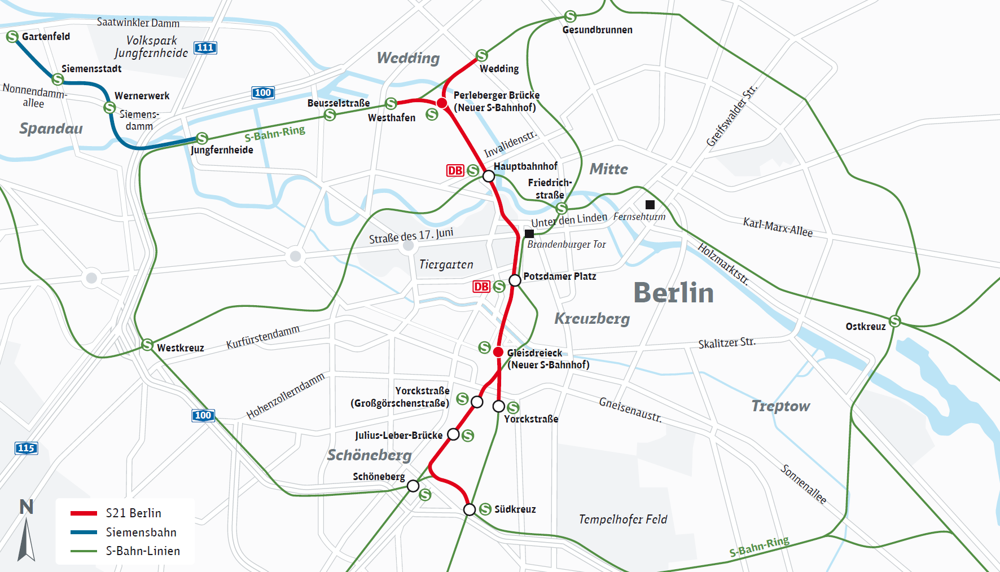 Saatwinkler Damm
Gartenfeld
Volkspark
Jungfernheide
111
Gesundbrunnen
Siemensstadt
Wedding
Wedding
Nonnendamm-
allee
Wernerwerk
100
Siemens-
damm
Beusselstraße
Westhafen
Perleberger Brücke
(Neuer S-Bahnhof)
Greifswalder Str.
Spandau
S-Bahn-Ring
Jungfernheide
Invalidenstr.
DB
Hauptbahnhof
Mitte
Friedrich-
straße
Fernsehturm
Unter den Linden
Karl-Marx-Allee
Straße des 17. Juni
Brandenburger Tor
Tiergarten
Holzmarktstr.
Potsdamer Platz
DB
Berlin
Kreuzberg
Ostkreuz
Kurfürstendamm
Westkreuz
Skalitzer Str.
Gleisdreieck
(Neuer S-Bahnhof)
Hohenzollerndamm
Yorckstraße
(Großgörschenstraße)
Yorckstraße
Gneisenaustr.
Treptow
100
Julius-Leber-Brücke
115
Schöneberg
Schöneberg
Sonnenallee
Südkreuz
Tempelhofer Feld
S-Bahn-Ring
N
S21 Berlin
Siemensbahn
S-Bahn-Linien